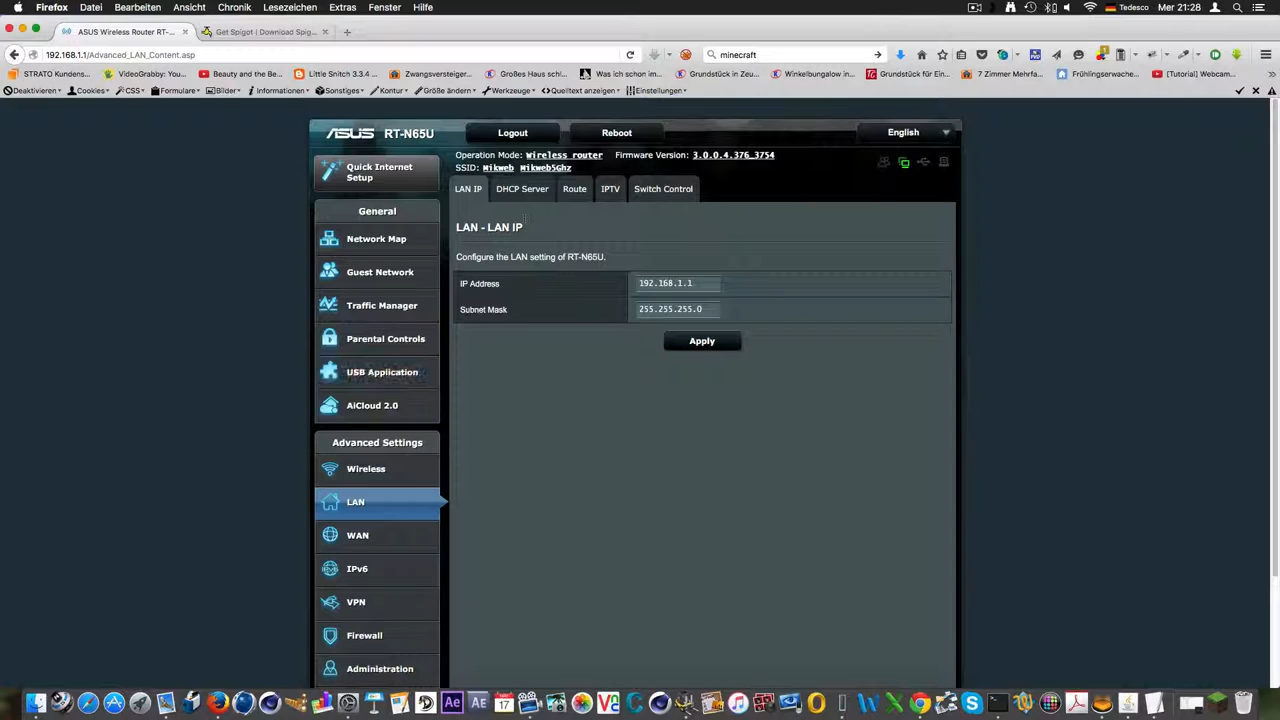 Firefox Ablage Bearbeiten Ansicht Chronik Lesezeichen Extras Fenster Hilfe Tedesco Mer 21:28
ASUS Wireless Router RT-N... Get Spigot | Download Spig...
192.168.1.1/Advanced_LAN_Content.asp minecraft
STRATO Kundens... VideoGrabby: You... Beauty and the Be... Little Snitch 3.3.4 Zwangsversteiger... Großes Haus schl... Was ich schon im... Grundstück in Zeu... Winkelbungalow in... Grundstück für Ein... 7 Zimmer Mehrfa... Frühlingserwache... [Tutorial] Webcam...
Deaktivieren Cookies CSS Formulare Bilder Informationen Sonstiges Kontur Größe ändern Werkzeuge Quelltext anzeigen Einstellungen
ASUS RT-N65U Logout Reboot English
Operation Mode: Wireless router Firmware Version: 3.0.0.4.376_3754
SSID: Mikweb Mikweb5Ghz
Quick Internet
Setup
LAN IP DHCP Server Route IPTV Switch Control
General
LAN - LAN IP
Network Map
Configure the LAN setting of RT-N65U.
Guest Network
IP Address 192.168.1.1
Traffic Manager
Subnet Mask 255.255.255.0
Parental Controls
Apply
USB Application
AiCloud 2.0
Advanced Settings
Wireless
LAN
WAN
IPv6
VPN
Firewall
Administration